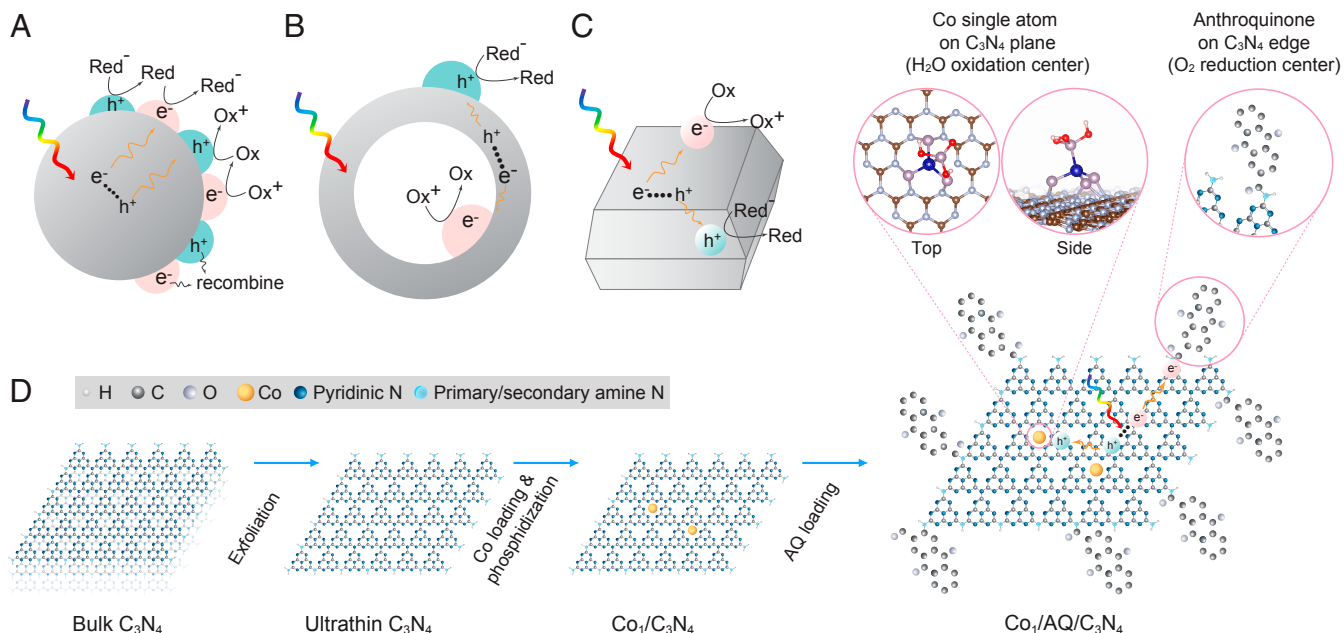 A
Red⁻
Red
Red⁻
h⁺
e⁻
Ox⁺
h⁺
Ox
e⁻
Ox⁺
e⁻
h⁺
h⁺
e⁻
recombine
B
Red⁻
Red
h⁺
h⁺
e⁻
Ox
Ox⁺
e⁻
C
Ox
Ox⁺
e⁻
e⁻
h⁺
Red⁻
h⁺
Red
Co single atom
on C₃N₄ plane
(H₂O oxidation center)
Top
Side
Anthroquinone
on C₃N₄ edge
(O₂ reduction center)
D
H C O Co Pyridinic N Primary/secondary amine N
Exfoliation
Co loading &
phosphidization
AQ loading
e⁻
e⁻
h⁺
h⁺
Bulk C₃N₄
Ultrathin C₃N₄
Co₁/C₃N₄
Co₁/AQ/C₃N₄